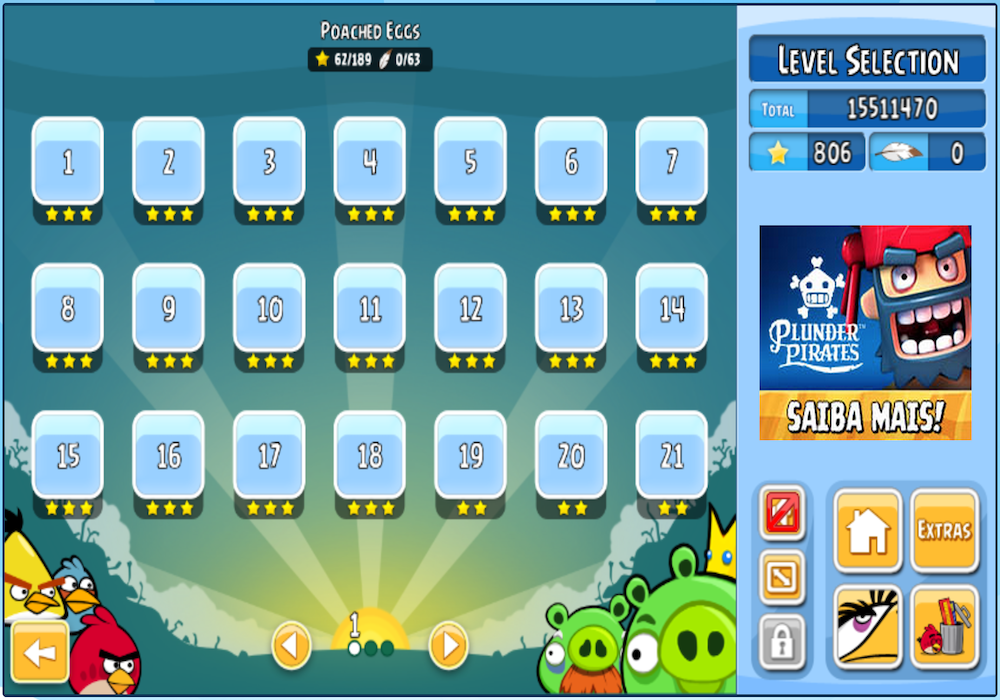 POACHED EGGS
62/189 0/63
1 2 3 4 5 6 7
8 9 10 11 12 13 14
15 16 17 18 19 20 21
1
LEVEL SELECTION
TOTAL 15511470
806 0
PLUNDER™
PIRATES
SAIBA MAIS!
EXTRAS